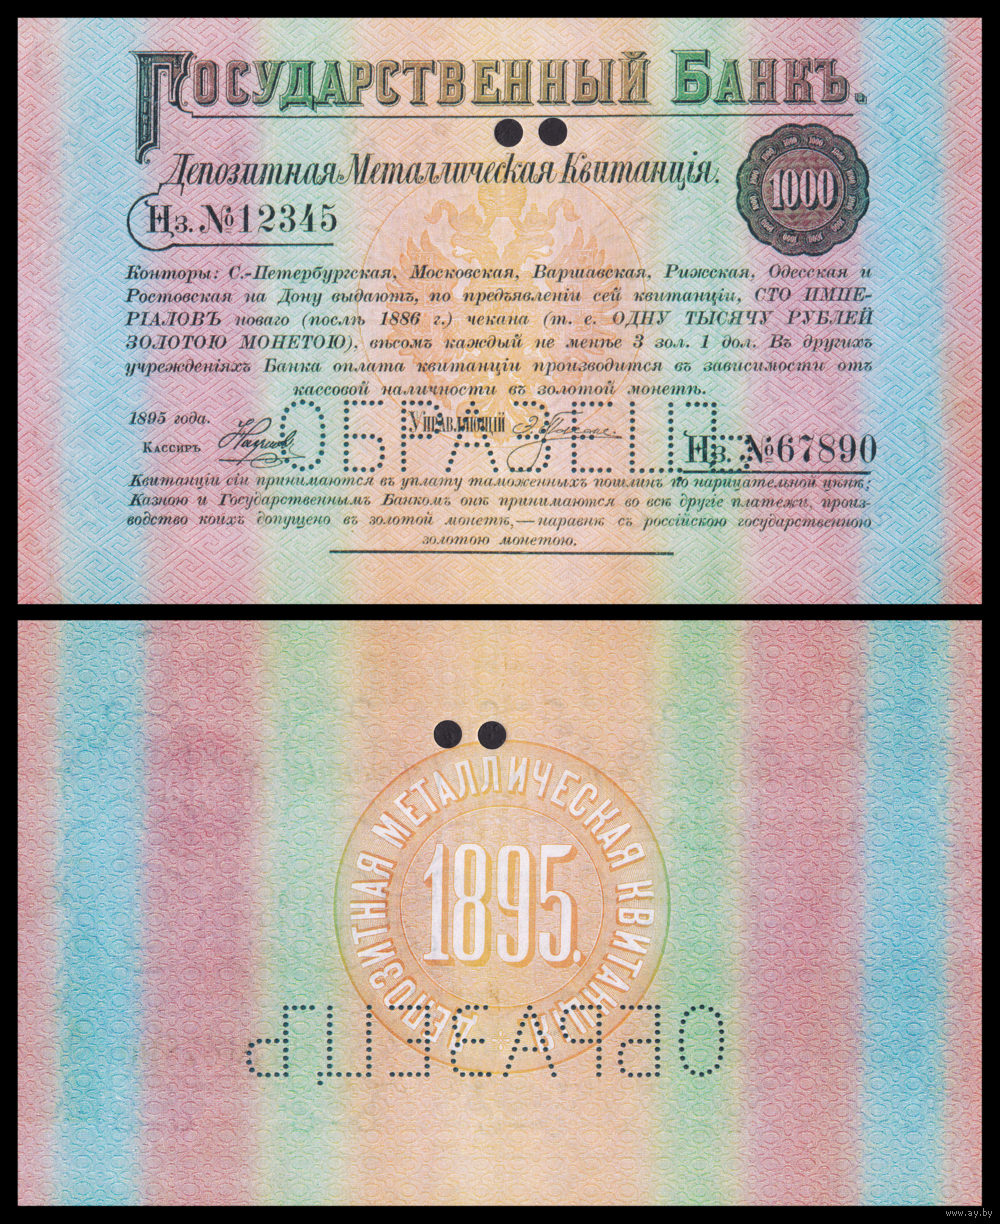 Государственный Банкъ.
Депозитная Металлическая Квитанція.
1000
Нз. №12345
Конторы: С.-Петербургская, Московская, Варшавская, Рижская, Одесская и
Ростовская на Дону выдаютъ, по предъявленіи сей квитанціи, СТО ИМПЕ-
РІАЛОВЪ новаго (послѣ 1886 г.) чекана (т. е. ОДНУ ТЫСЯЧУ РУБЛЕЙ
ЗОЛОТОЮ МОНЕТОЮ), вѣсомъ каждый не менѣе 3 зол. 1 дол. Въ другихъ
учрежденіяхъ Банка оплата квитанціи производится въ зависимости отъ
кассовой наличности въ золотой монетѣ.
1895 года.
Управляющій
Кассиръ
ОБРАЗЕЦЪ
Нз. №67890
Квитанціи сіи принимаются въ уплату таможенныхъ пошлинъ по нарицательной цѣнѣ;
Казною и Государственнымъ Банкомъ онѣ принимаются во всѣ другіе платежи, произ-
водство коихъ допущено въ золотой монетѣ,—наравнѣ съ россійскою государственною
золотою монетою.
ДЕПОЗИТНАЯ МЕТАЛЛИЧЕСКАЯ КВИТАНЦІЯ
1895.
ОБРАЗЕЦЪ
www.ay.by